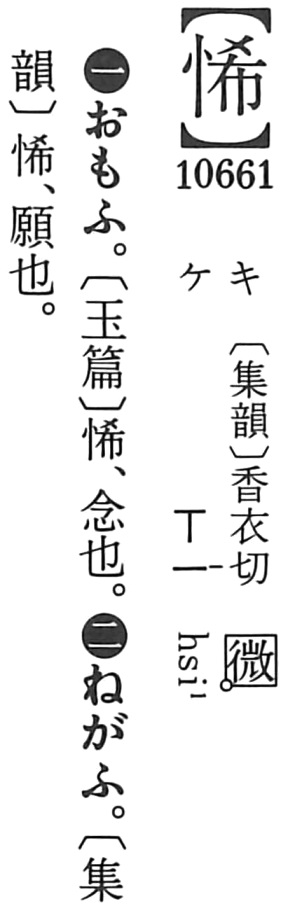 【悕】
10661
キ
ケ
〔集韻〕香衣切
ㄒㄧ
微
hsi¹
㊀おもふ。〔玉篇〕悕、念也。㊁ねがふ。〔集
韻〕悕、願也。